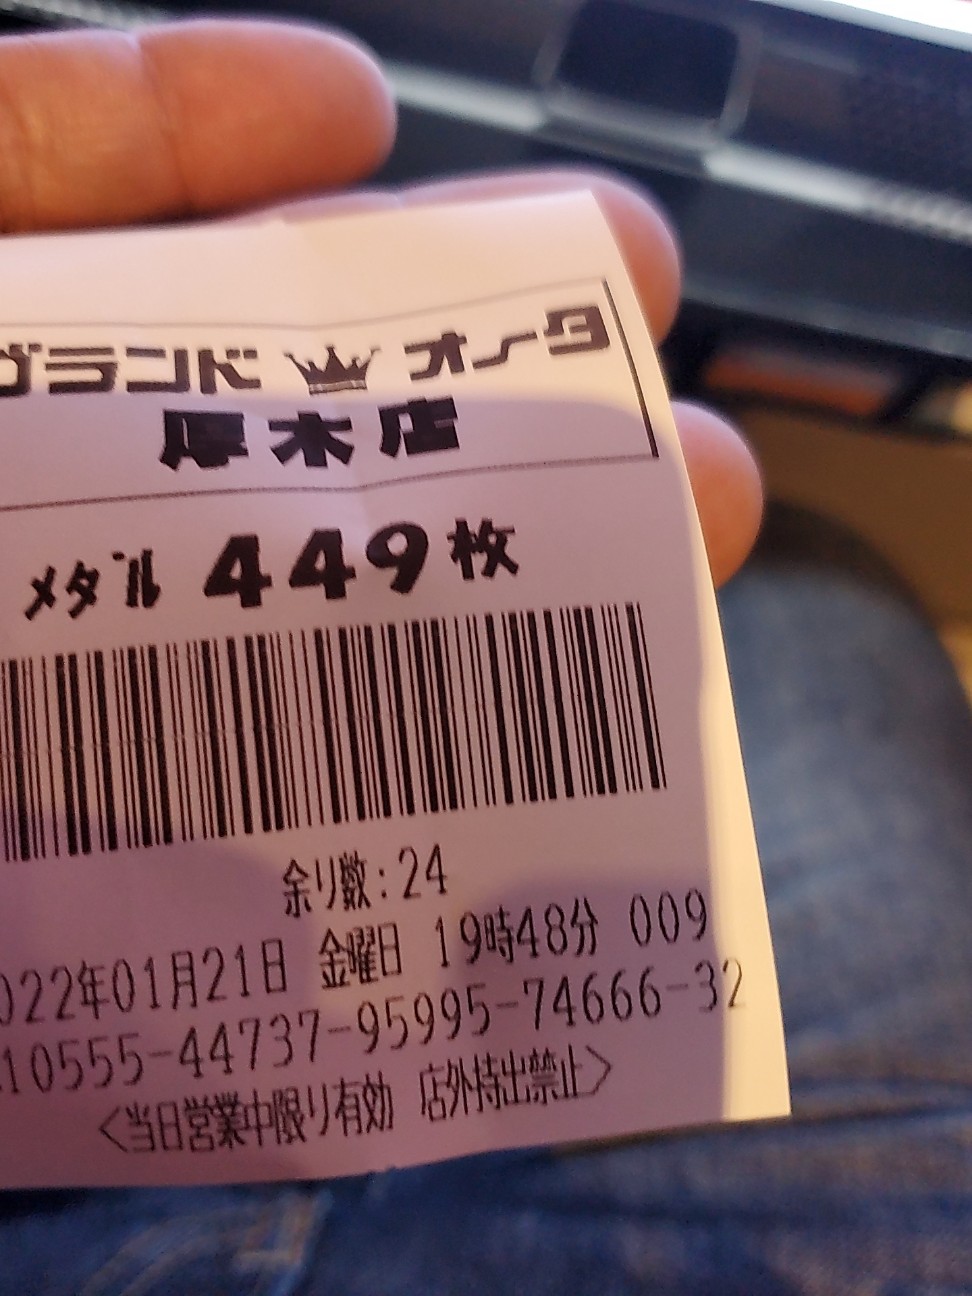 グランド オータ
厚木店
メダル 449枚
余り数:24
2022年01月21日 金曜日 19時48分 009
10555-44737-95995-74666-32
<当日営業中限り有効 店外持出禁止>